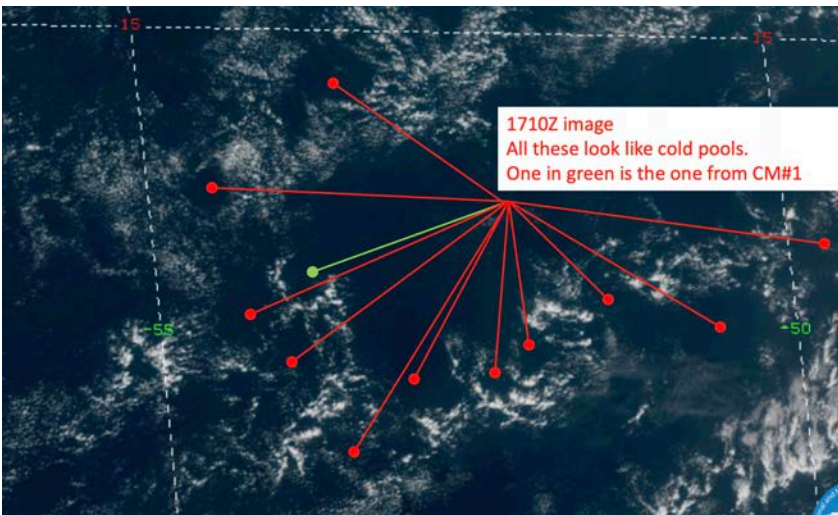 15
15
1710Z image
All these look like cold pools.
One in green is the one from CM#1
-55
-50